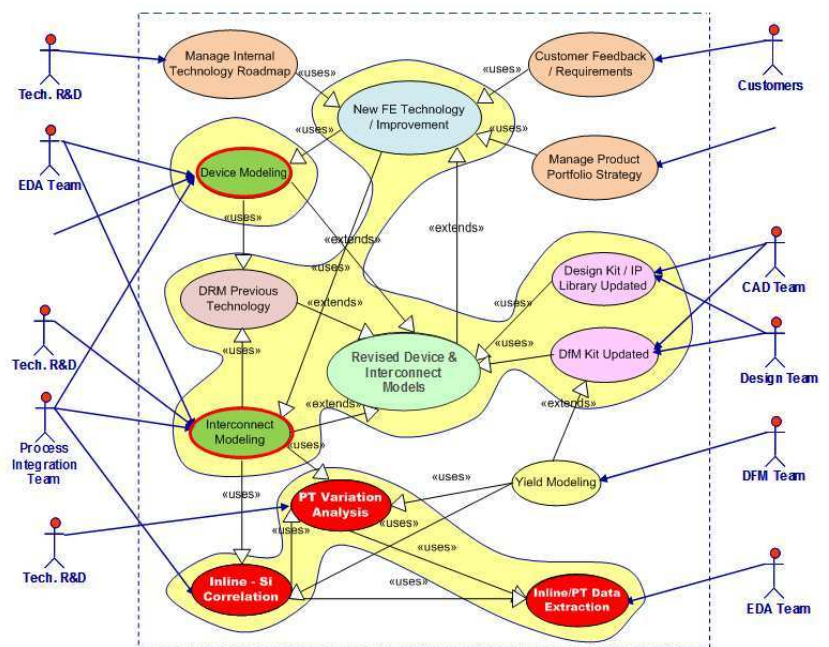 Manage Internal
Technology Roadmap
Tech. R&D
«uses»
Customer Feedback
/ Requirements
Customers
New FE Technology
/ Improvement
«uses»
«uses»
«uses»
EDA Team
Device Modeling
Manage Product
Portfolio Strategy
«uses»
«extends»
«uses»
«extends»
DRM Previous
Technology
«extends»
Design Kit / IP
Library Updated
CAD Team
«uses»
«uses»
DfM Kit Updated
Tech. R&D
«uses»
Revised Device &
Interconnect
Models
Design Team
Interconnect
Modeling
«extends»
«extends»
«uses»
Process
Integration
Team
«uses»
«uses»
Yield Modeling
DFM Team
PT Variation
Analysis
«uses»
«uses»
«uses»
Tech. R&D
«uses»
Inline - Si
Correlation
«uses»
Inline/PT Data
Extraction
EDA Team